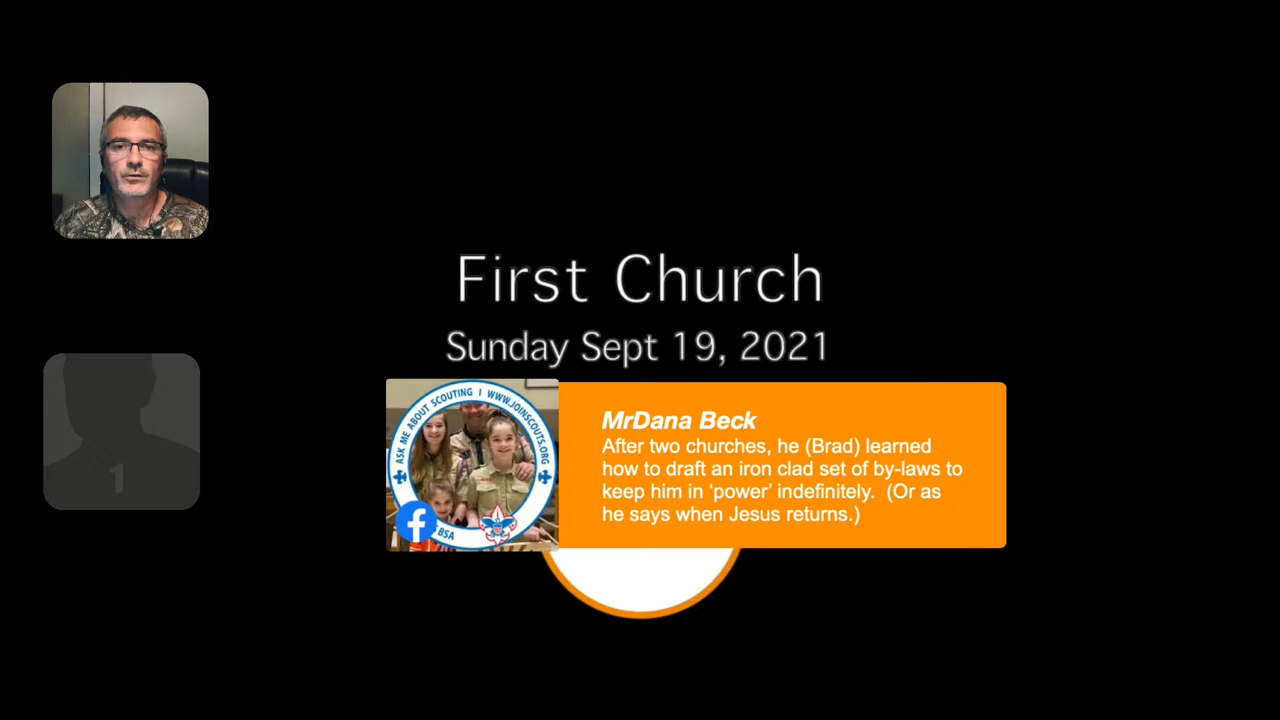 First Church
Sunday Sept 19, 2021
ASK ME ABOUT SCOUTING | WWW.JOINSCOUTS.ORG
BSA
MrDana Beck
After two churches, he (Brad) learned
how to draft an iron clad set of by-laws to
keep him in ‘power’ indefinitely. (Or as
he says when Jesus returns.)
1